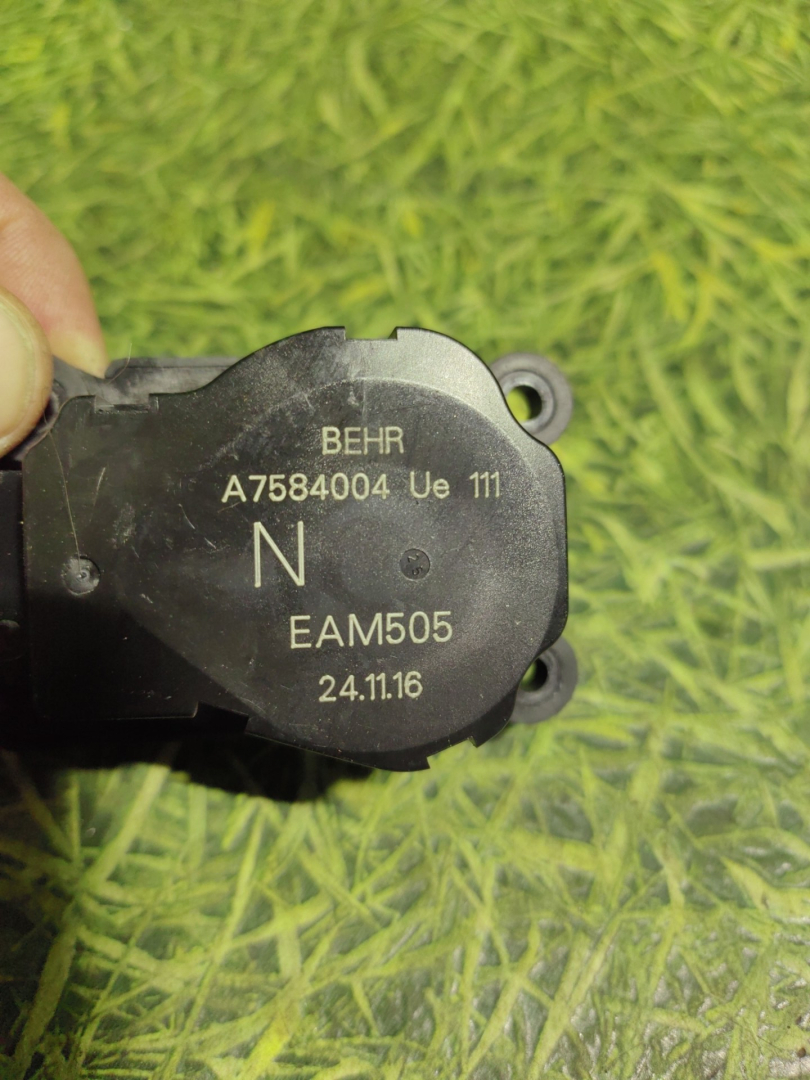 BEHR
A7584004 Ue 111
N
EAM505
24.11.16